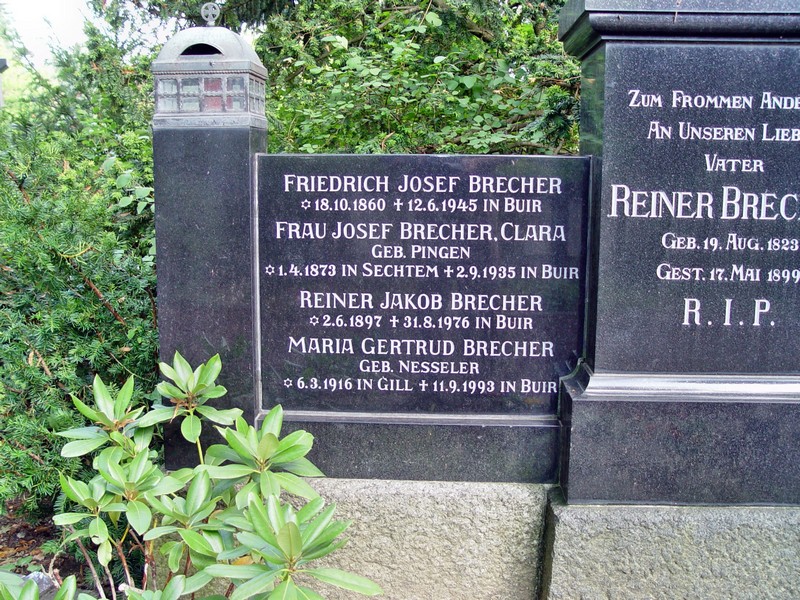 FRIEDRICH JOSEF BRECHER
✡ 18.10.1860 ✝ 12.6.1945 IN BUIR
FRAU JOSEF BRECHER, CLARA
GEB. PINGEN
✡ 1.4.1873 IN SECHTEM ✝ 2.9.1935 IN BUIR
REINER JAKOB BRECHER
✡ 2.6.1897 ✝ 31.8.1976 IN BUIR
MARIA GERTRUD BRECHER
GEB. NESSELER
✡ 6.3.1916 IN GILL ✝ 11.9.1993 IN BUIR
ZUM FROMMEN ANDE
AN UNSEREN LIEB
VATER
REINER BRECH
GEB. 19. AUG. 1823
GEST. 17. MAI 1899
R. I. P.